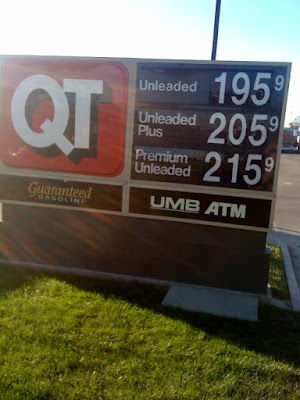 QT
Unleaded 195 9
Unleaded
Plus 205 9
Premium
Unleaded 215 9
Guaranteed
GASOLINE
UMB ATM